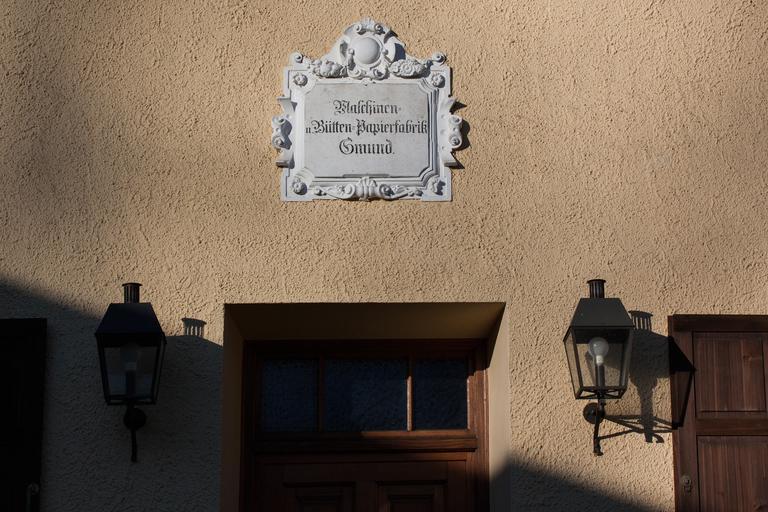 Maschinen-
u. Bütten-Papierfabrik
Gmund.